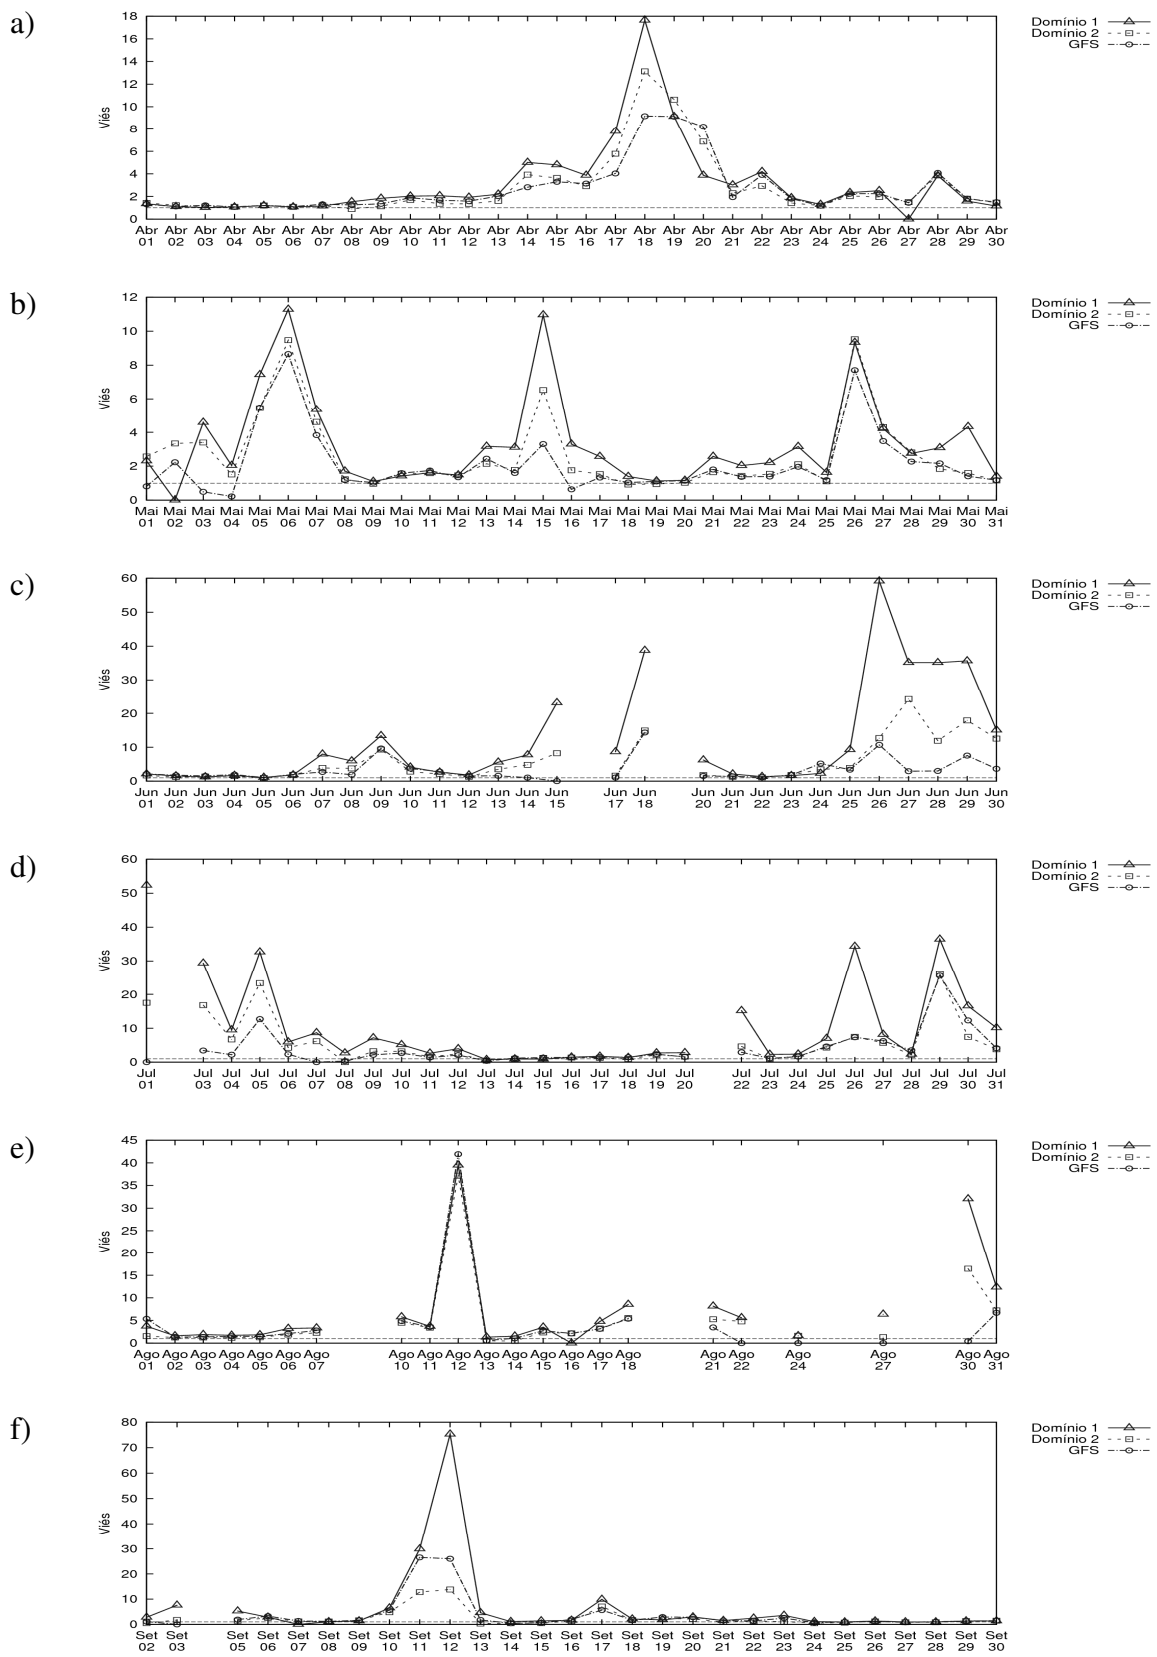 a)
Viés
18
16
14
12
10
8
6
4
2
0
Abr Abr Abr Abr Abr Abr Abr Abr Abr Abr Abr Abr Abr Abr Abr Abr Abr Abr Abr Abr Abr Abr Abr Abr Abr Abr Abr Abr Abr Abr
01 02 03 04 05 06 07 08 09 10 11 12 13 14 15 16 17 18 19 20 21 22 23 24 25 26 27 28 29 30
Domínio 1
Domínio 2
GFS
b)
Viés
12
10
8
6
4
2
0
Mai Mai Mai Mai Mai Mai Mai Mai Mai Mai Mai Mai Mai Mai Mai Mai Mai Mai Mai Mai Mai Mai Mai Mai Mai Mai Mai Mai Mai Mai Mai
01 02 03 04 05 06 07 08 09 10 11 12 13 14 15 16 17 18 19 20 21 22 23 24 25 26 27 28 29 30 31
Domínio 1
Domínio 2
GFS
c)
Viés
60
50
40
30
20
10
0
Jun Jun Jun Jun Jun Jun Jun Jun Jun Jun Jun Jun Jun Jun Jun Jun Jun Jun Jun Jun Jun Jun Jun Jun Jun Jun Jun Jun
01 02 03 04 05 06 07 08 09 10 11 12 13 14 15 17 18 20 21 22 23 24 25 26 27 28 29 30
Domínio 1
Domínio 2
GFS
d)
Viés
60
50
40
30
20
10
0
Jul Jul Jul Jul Jul Jul Jul Jul Jul Jul Jul Jul Jul Jul Jul Jul Jul Jul Jul Jul Jul Jul Jul Jul Jul Jul Jul Jul Jul
01 03 04 05 06 07 08 09 10 11 12 13 14 15 16 17 18 19 20 22 23 24 25 26 27 28 29 30 31
Domínio 1
Domínio 2
GFS
e)
Viés
45
40
35
30
25
20
15
10
5
0
Ago Ago Ago Ago Ago Ago Ago Ago Ago Ago Ago Ago Ago Ago Ago Ago Ago Ago Ago Ago Ago Ago
01 02 03 04 05 06 07 10 11 12 13 14 15 16 17 18 21 22 24 27 30 31
Domínio 1
Domínio 2
GFS
f)
Viés
80
70
60
50
40
30
20
10
0
Set Set Set Set Set Set Set Set Set Set Set Set Set Set Set Set Set Set Set Set Set Set Set Set Set Set Set Set
02 03 05 06 07 08 09 10 11 12 13 14 15 16 17 18 19 20 21 22 23 24 25 26 27 28 29 30
Domínio 1
Domínio 2
GFS